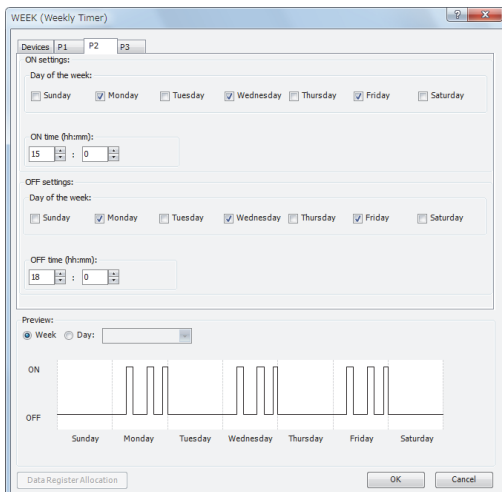 WEEK (Weekly Timer)
?
Devices P1 P2 P3
ON settings:
Day of the week:
Sunday Monday Tuesday Wednesday Thursday Friday Saturday
ON time (hh:mm):
15 : 0
OFF settings:
Day of the week:
Sunday Monday Tuesday Wednesday Thursday Friday Saturday
OFF time (hh:mm):
18 : 0
Preview:
Week Day:
ON
OFF
Sunday Monday Tuesday Wednesday Thursday Friday Saturday
Data Register Allocation OK Cancel